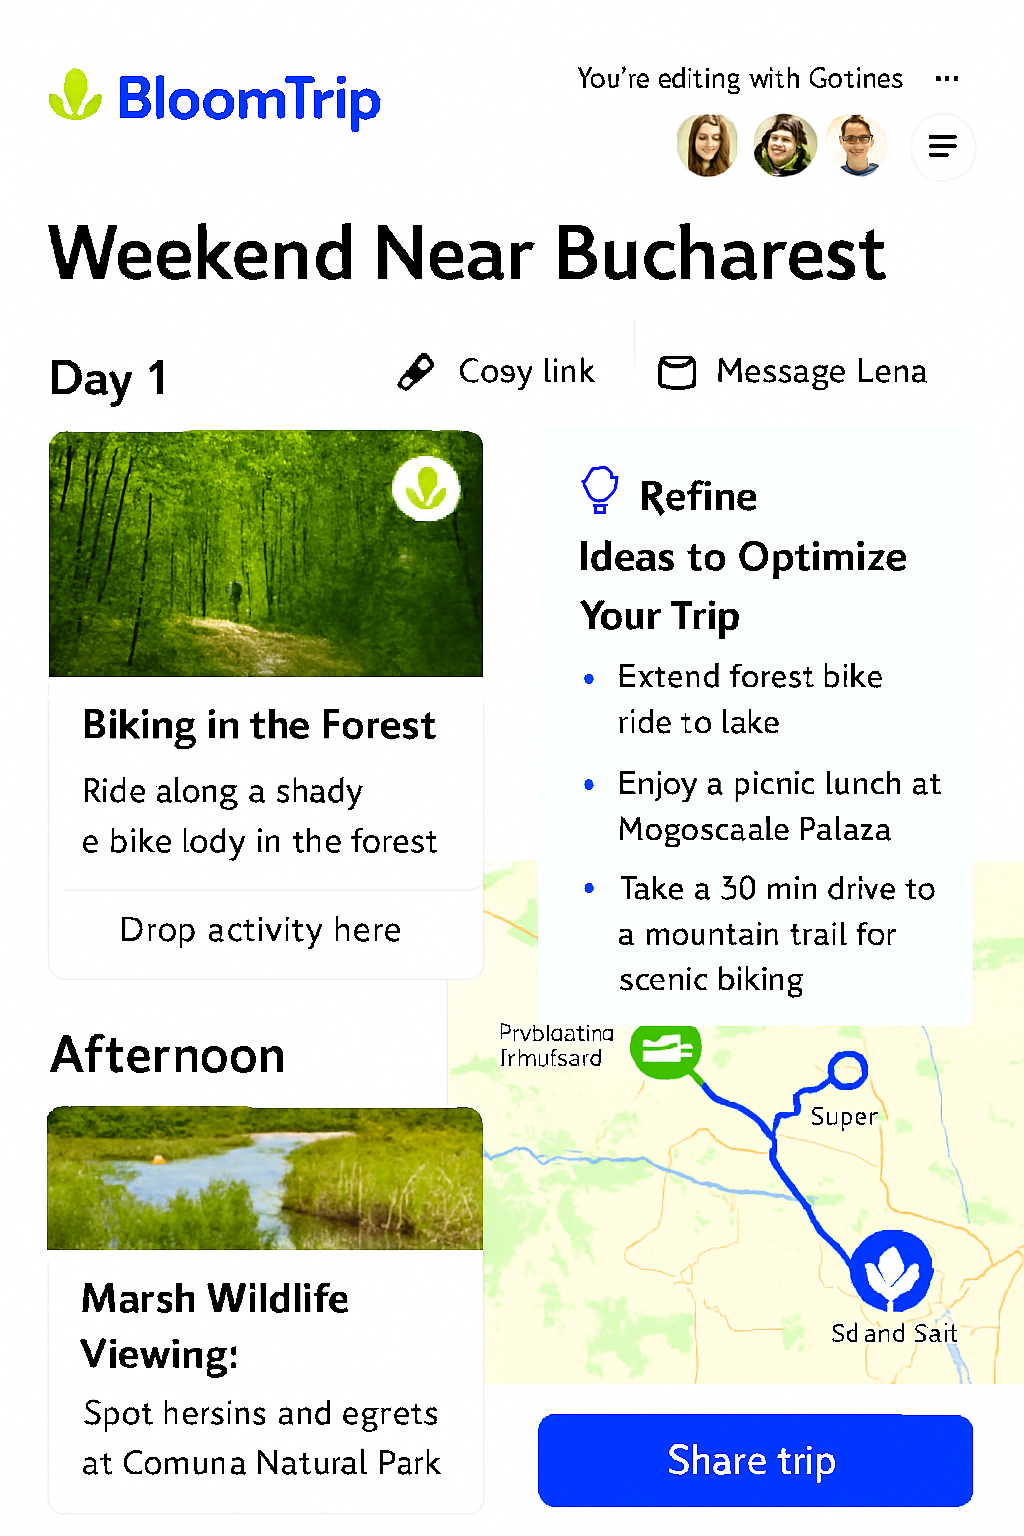 BloomTrip
You're editing with Gotines
Weekend Near Bucharest
Day 1
Cosy link
Message Lena
Biking in the Forest
Ride along a shady
e bike lody in the forest
Drop activity here
Refine
Ideas to Optimize
Your Trip
Extend forest bike
ride to lake
Enjoy a picnic lunch at
Mogoscaale Palaza
Take a 30 min drive to
a mountain trail for
scenic biking
Afternoon
Marsh Wildlife
Viewing:
Spot hersins and egrets
at Comuna Natural Park
Super
Sd and Sait
Share trip